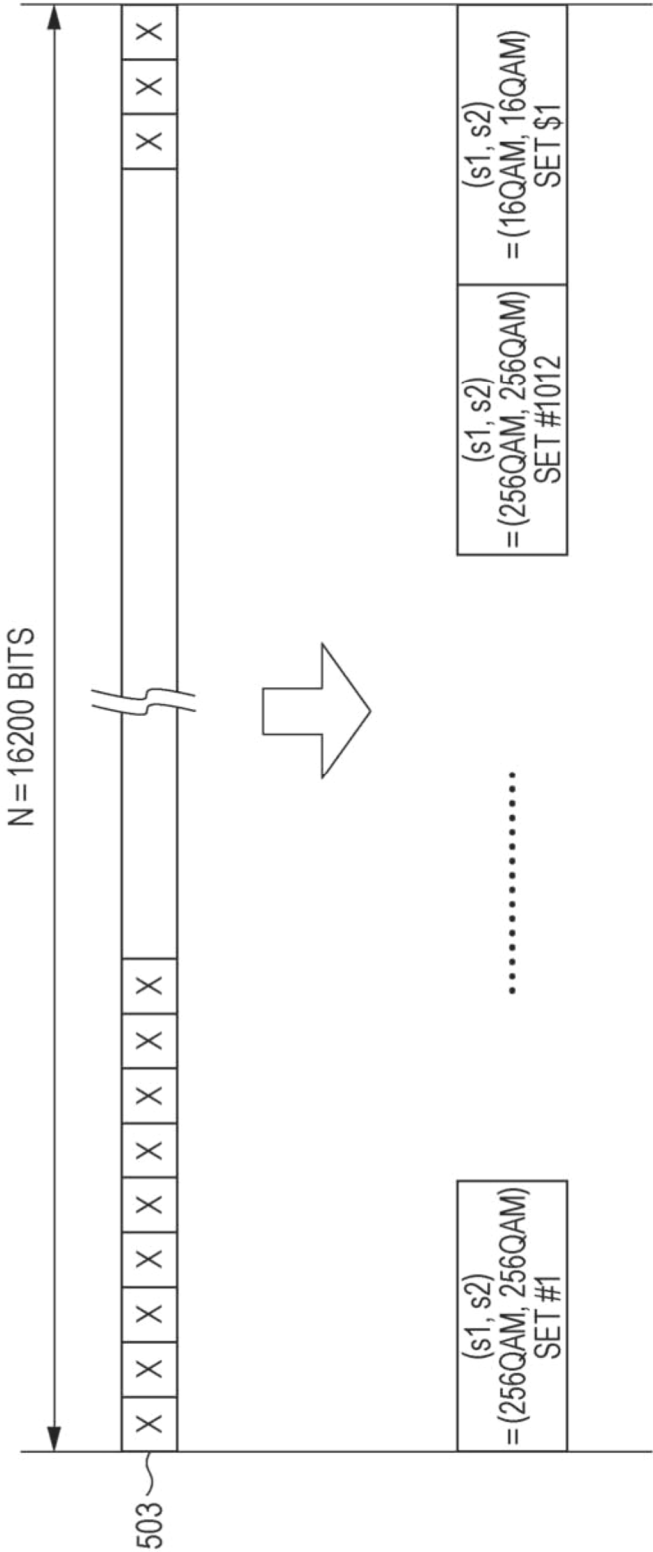 N = 16200 BITS
503
X X X X X X X X X X X X
(s1, s2)
= (256QAM, 256QAM)
SET #1
(s1, s2)
= (256QAM, 256QAM)
SET #1012
(s1, s2)
= (16QAM, 16QAM)
SET $1